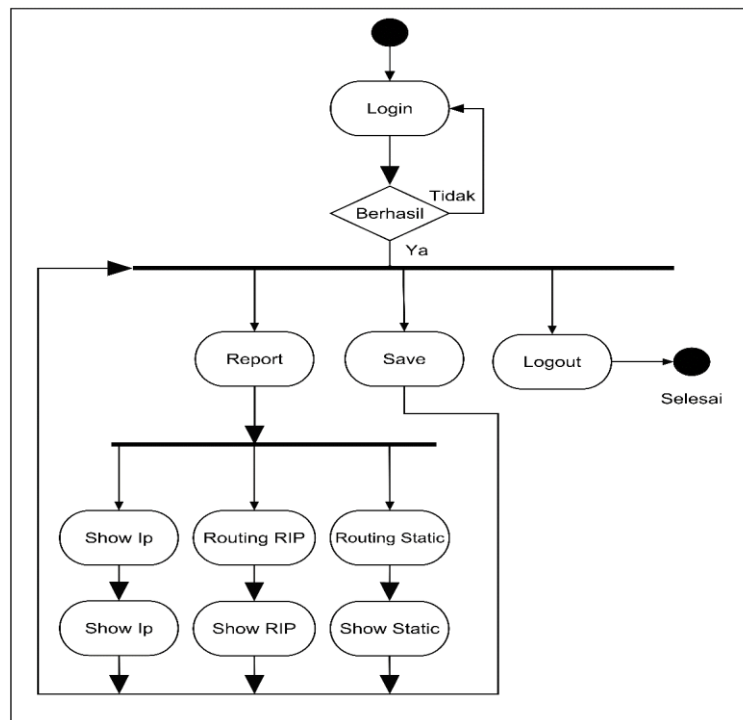 Login
Tidak
Berhasil
Ya
Report
Save
Logout
Selesai
Show Ip
Routing RIP
Routing Static
Show Ip
Show RIP
Show Static